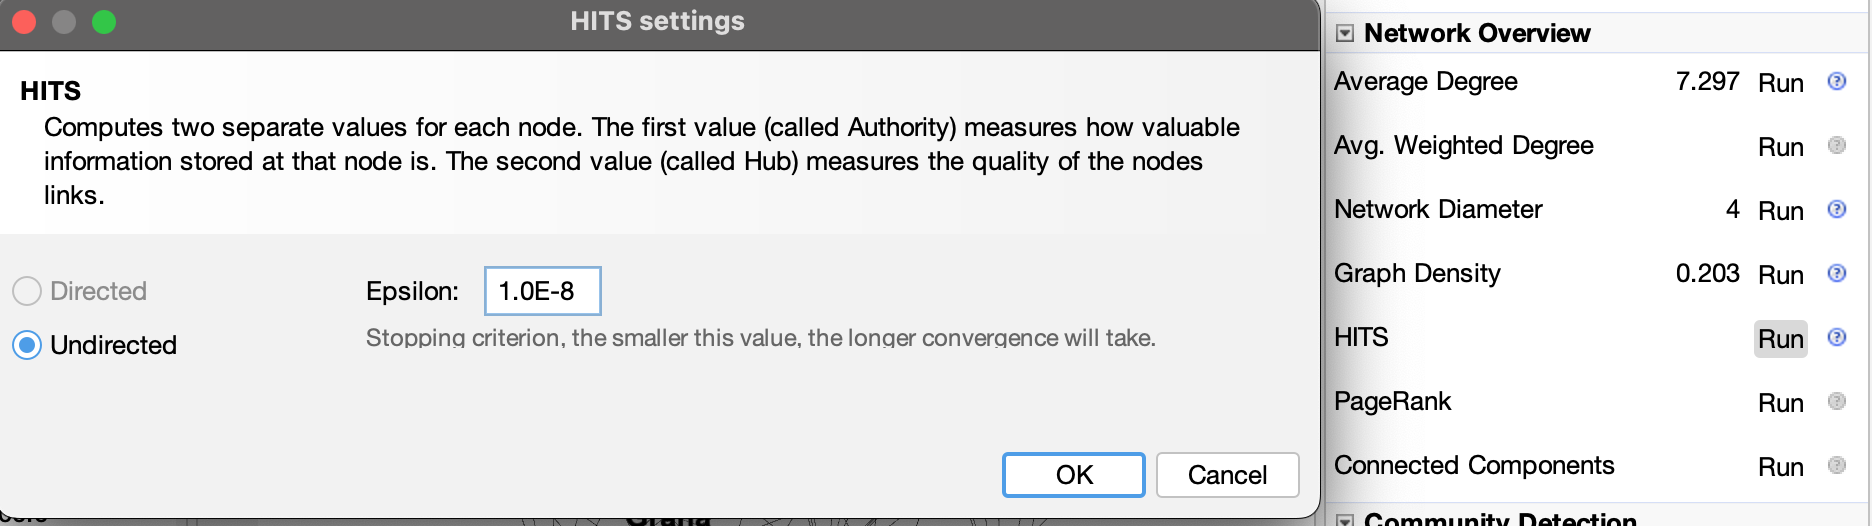 HITS settings
HITS
Computes two separate values for each node. The first value (called Authority) measures how valuable
information stored at that node is. The second value (called Hub) measures the quality of the nodes
links.
Directed
Undirected
Epsilon: 1.0E-8
Stopping criterion, the smaller this value, the longer convergence will take.
OK Cancel
Network Overview
Average Degree 7.297 Run
Avg. Weighted Degree Run
Network Diameter 4 Run
Graph Density 0.203 Run
HITS Run
PageRank Run
Connected Components Run
Community Detection